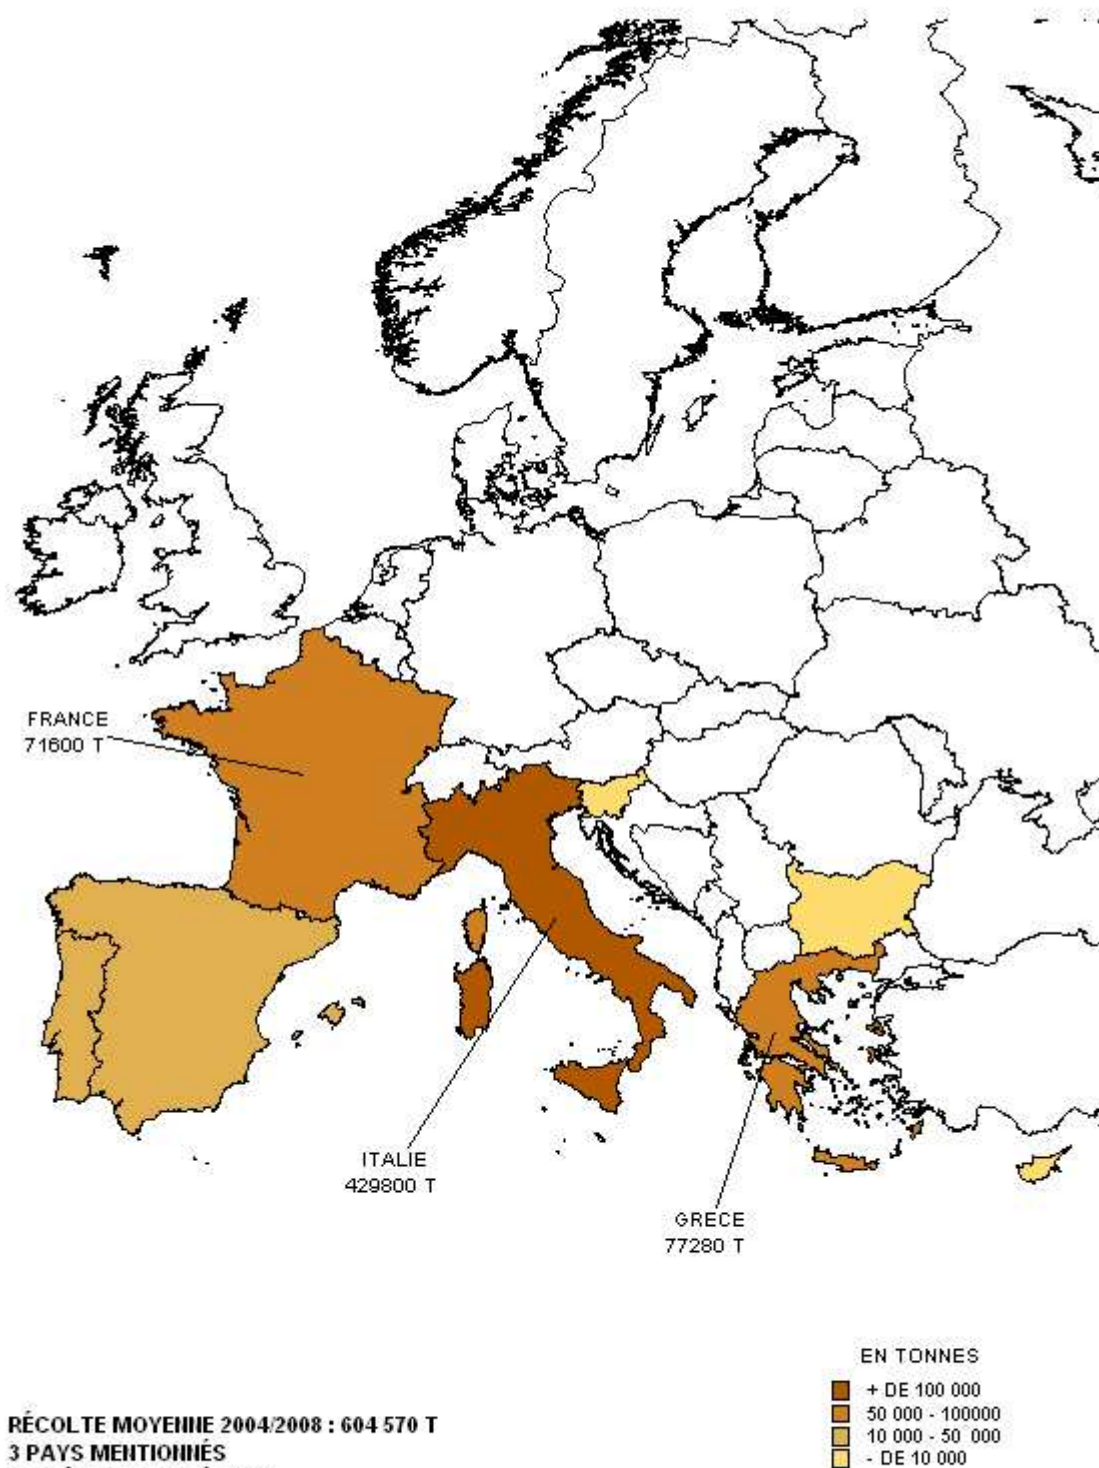 FRANCE
71600 T
ITALIE
429800 T
GRECE
77280 T
EN TONNES
+ DE 100 000
50 000 - 100000
10 000 - 50 000
- DE 10 000
RÉCOLTE MOYENNE 2004/2008 : 604 570 T
3 PAYS MENTIONNÉS